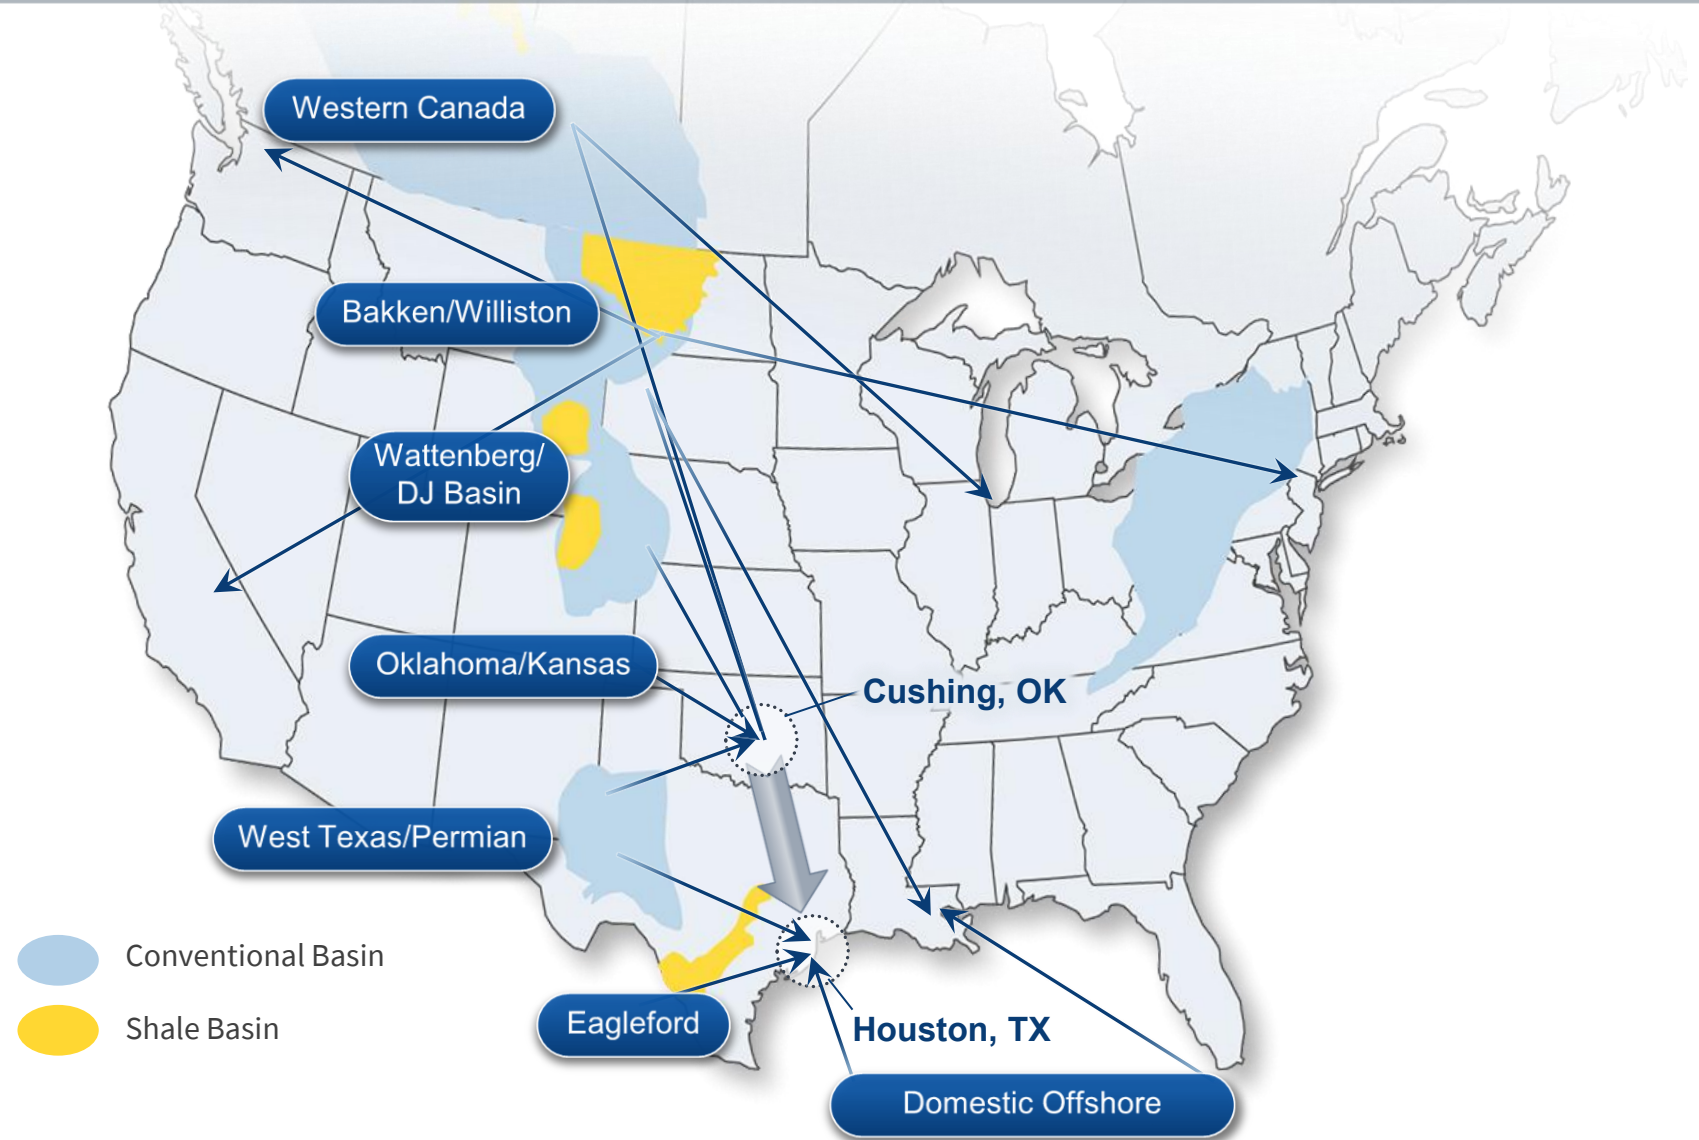 Western Canada
Bakken/Williston
Wattenberg/
DJ Basin
Oklahoma/Kansas
Cushing, OK
West Texas/Permian
Conventional Basin
Shale Basin
Eagleford
Houston, TX
Domestic Offshore